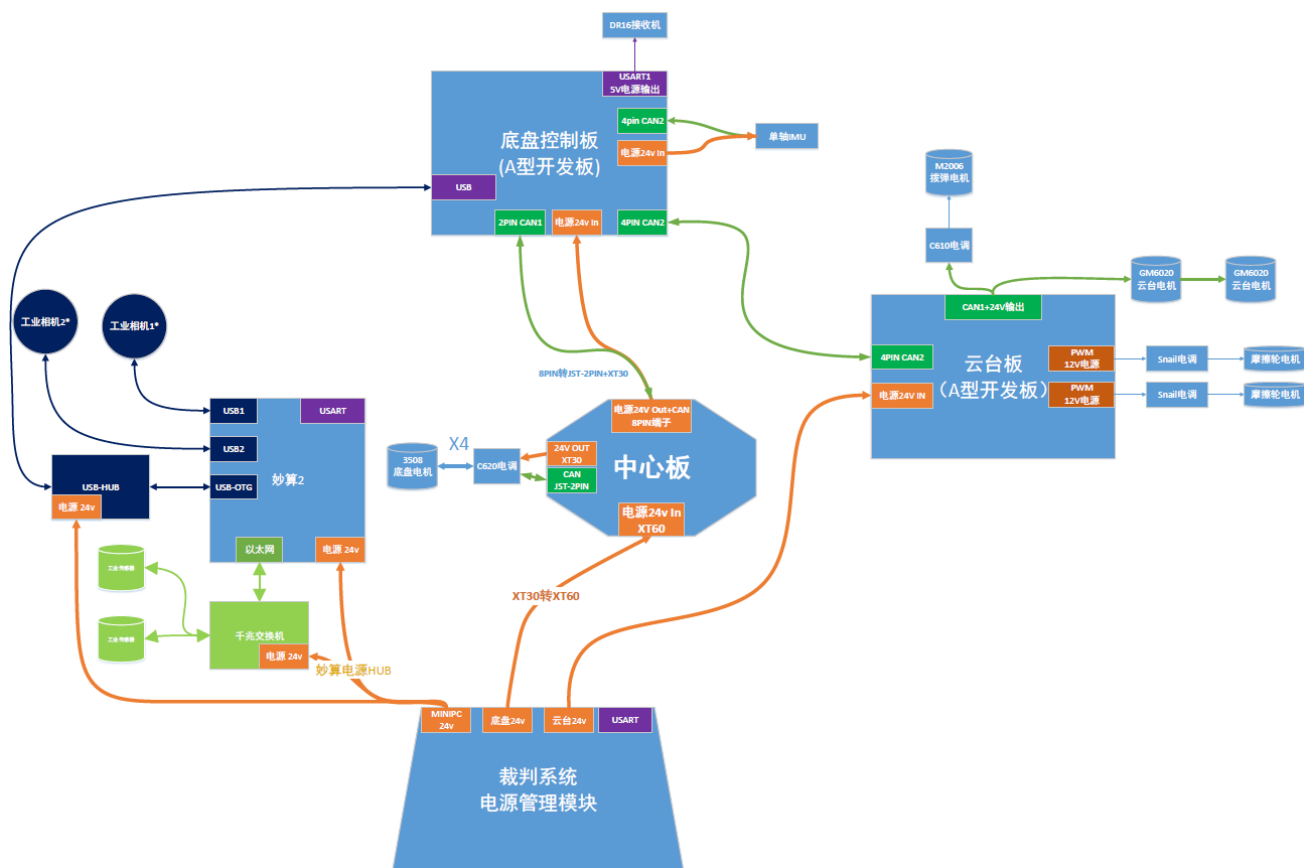 DR16接收机
USART1
5V电源输出
4pin CAN2
底盘控制板
(A型开发板)
电源24v In
单轴IMU
USB
2PIN CAN1
电源24v in
4PIN CAN2
M2006
拨弹电机
C610电调
GM6020
云台电机
GM6020
云台电机
CAN1+24V输出
工业相机2*
工业相机1*
4PIN CAN2
云台板
（A型开发板）
电源24V IN
PWM
12V电源
Snail电调
摩擦轮电机
PWM
12V电源
Snail电调
摩擦轮电机
8PIN转JST-2PIN+XT30
电源24V Out+CAN
8PIN端子
USB1
USART
USB2
妙算2
USB-OTG
USB-HUB
电源 24v
X4
3508
底盘电机
C620电调
24V OUT
XT30
CAN
JST-2PIN
中心板
电源24v In
XT60
以太网
电源 24v
工业传感器
工业传感器
千兆交换机
电源 24v
XT30转XT60
妙算电源HUB
MINIPC
24v
底盘24v
云台24v
USART
裁判系统
电源管理模块